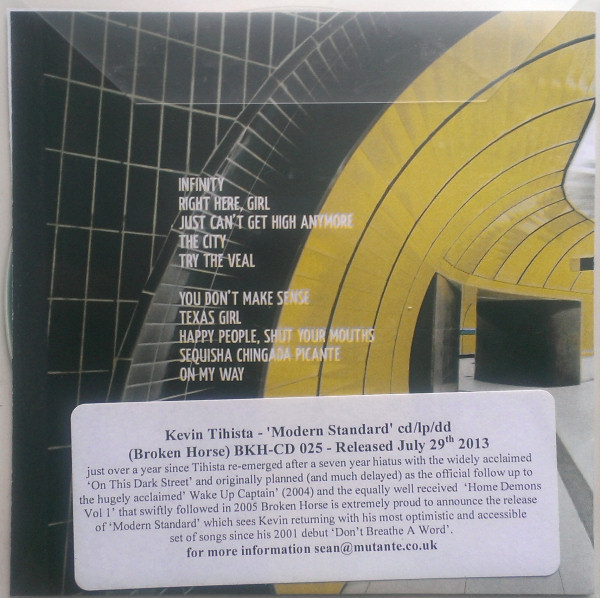 INFINITY
RIGHT HERE, GIRL
JUST CAN'T GET HIGH ANYMORE
THE CITY
TRY THE VEAL
YOU DON'T MAKE SENSE
TEXAS GIRL
HAPPY PEOPLE, SHUT YOUR MOUTHS
SEQUISHA CHINGADA PICANTE
ON MY WAY
Kevin Tihista - 'Modern Standard' cd/lp/dd
(Broken Horse) BKH-CD 025 - Released July 29th 2013
just over a year since Tihista re-emerged after a seven year hiatus with the widely acclaimed
'On This Dark Street' and originally planned (and much delayed) as the official follow up to
the hugely acclaimed' Wake Up Captain' (2004) and the equally well received 'Home Demons
Vol 1' that swiftly followed in 2005 Broken Horse is extremely proud to announce the release
of 'Modern Standard' which sees Kevin returning with his most optimistic and accessible
set of songs since his 2001 debut 'Don't Breathe A Word'.
for more information sean@mutante.co.uk